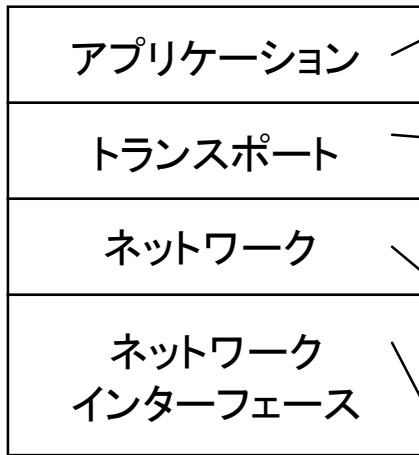 アプリケーション
トランスポート
ネットワーク
ネットワーク
インターフェース